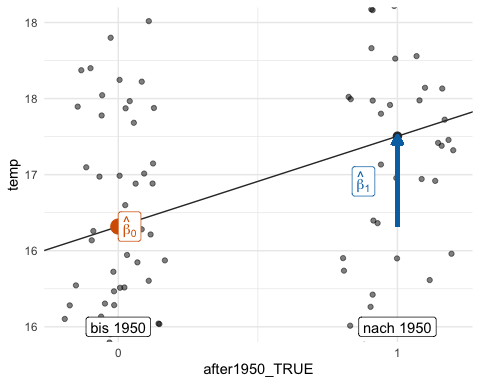 18
18
17
16
16
temp
β̂0
β̂1
bis 1950
nach 1950
0
1
after1950_TRUE